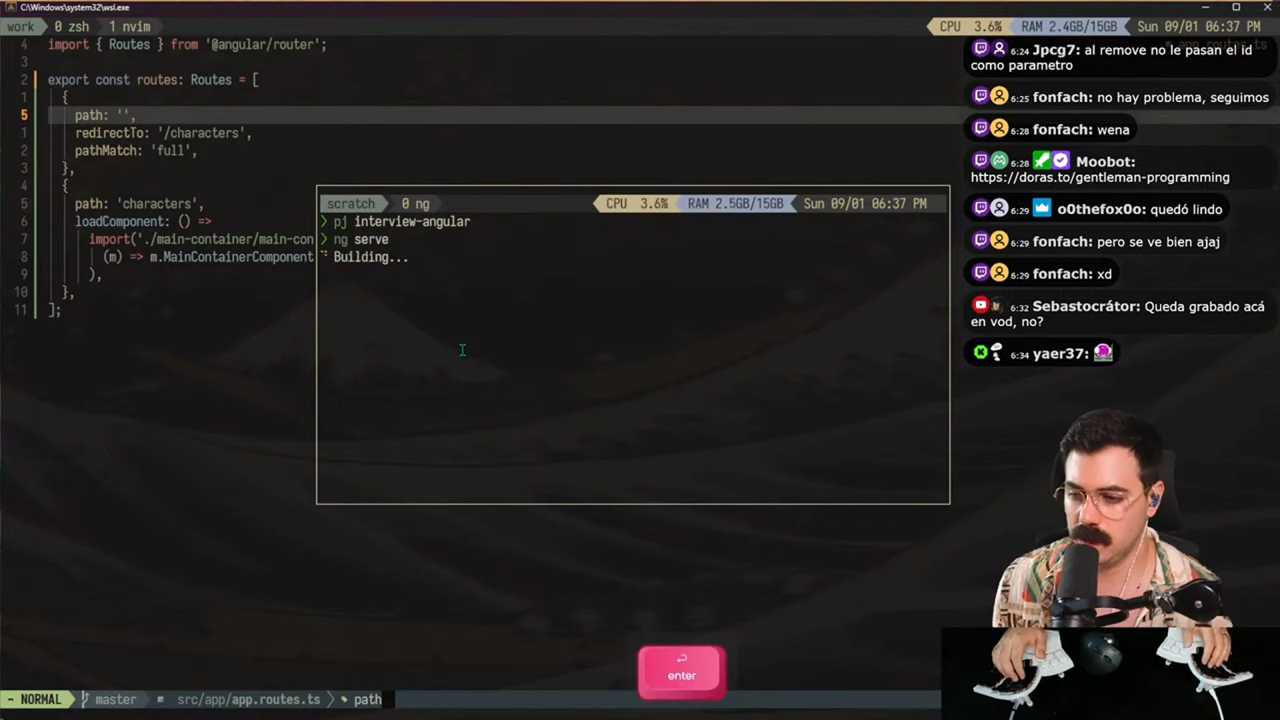 C:\Windows\system32\wsl.exe
work 0 zsh 1 nvim
CPU 3.6% RAM 2.4GB/15GB Sun 09/01 06:37 PM
4 import { Routes } from '@angular/router';
3
2 export const routes: Routes = [
1 {
5 path: '',
1 redirectTo: '/characters',
2 pathMatch: 'full',
3 },
4 {
5 path: 'characters',
6 loadComponent: () =>
7 import('./main-container/main-con
8 (m) => m.MainContainerComponent
9 ),
10 },
11 ];
scratch 0 ng
CPU 3.6% RAM 2.5GB/15GB Sun 09/01 06:37 PM
❯ pj interview-angular
❯ ng serve
Building...
6:24 Jpcg7: al remove no le pasan el id
como parametro
6:25 fonfach: no hay problema, seguimos
6:28 fonfach: wena
6:28 Moobot:
https://doras.to/gentleman-programming
6:29 o0thefox0o: quedó lindo
6:29 fonfach: pero se ve bien ajaj
6:29 fonfach: xd
6:32 Sebastocrátor: Queda grabado acá
en vod, no?
6:34 yaer37:
enter
- NORMAL master src/app/app.routes.ts path